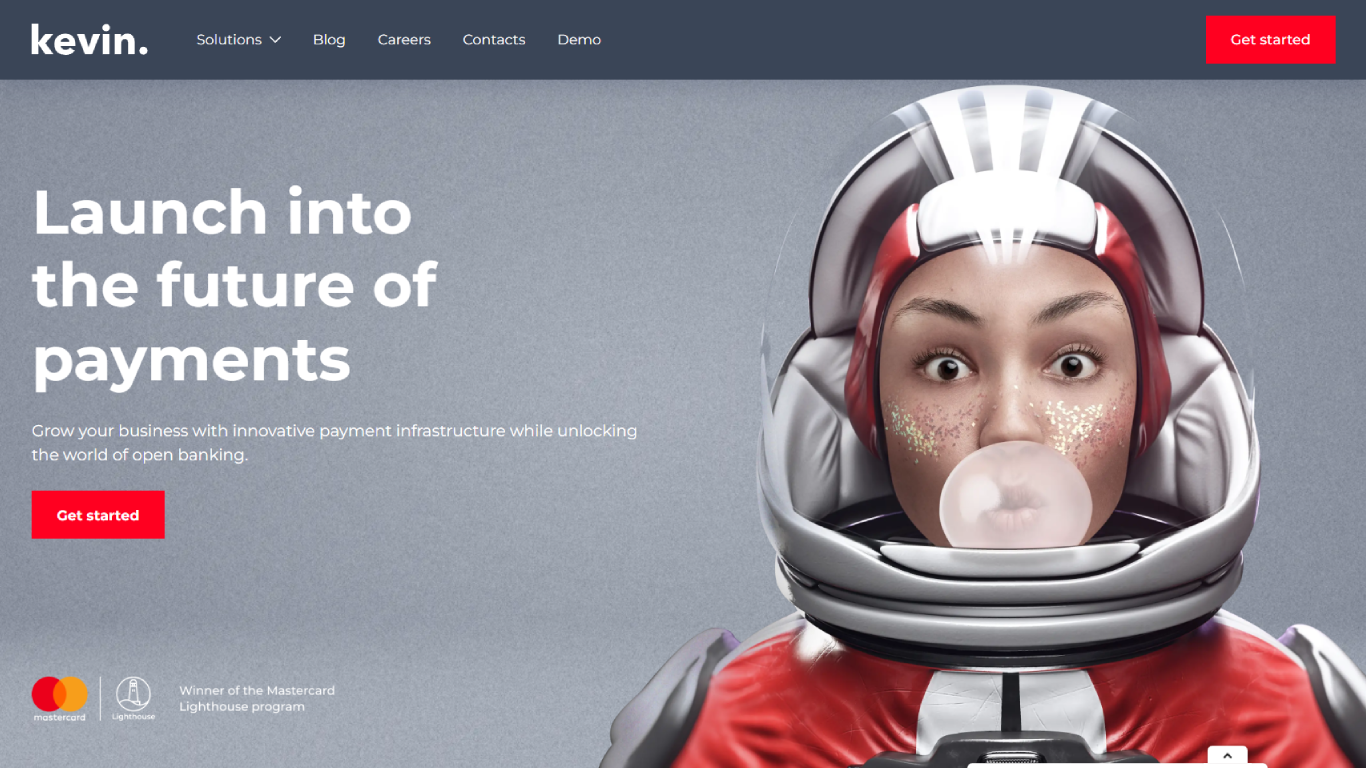 kevin.
Solutions
Blog
Careers
Contacts
Demo
Get started
Launch into
the future of
payments
Grow your business with innovative payment infrastructure while unlocking
the world of open banking.
Get started
mastercard
Lighthouse
Winner of the Mastercard
Lighthouse program